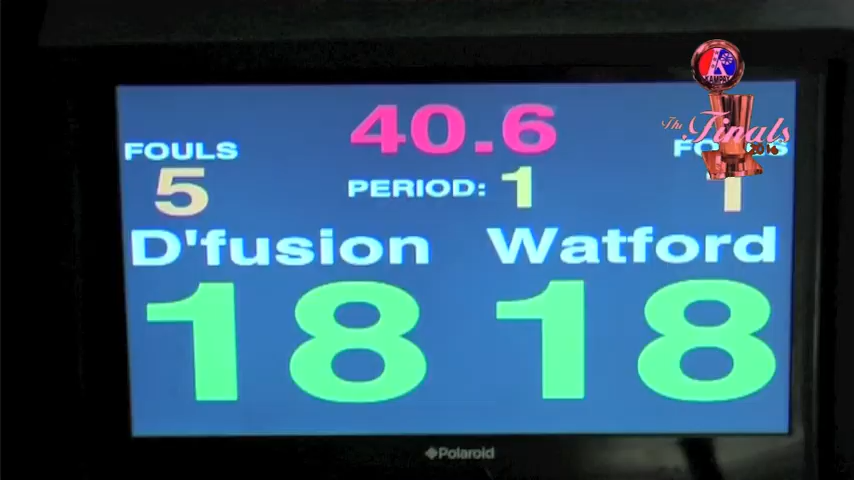 40.6
FOULS
5
PERIOD: 1
1
D'fusion
Watford
18
18
The Finals
2016
Polaroid